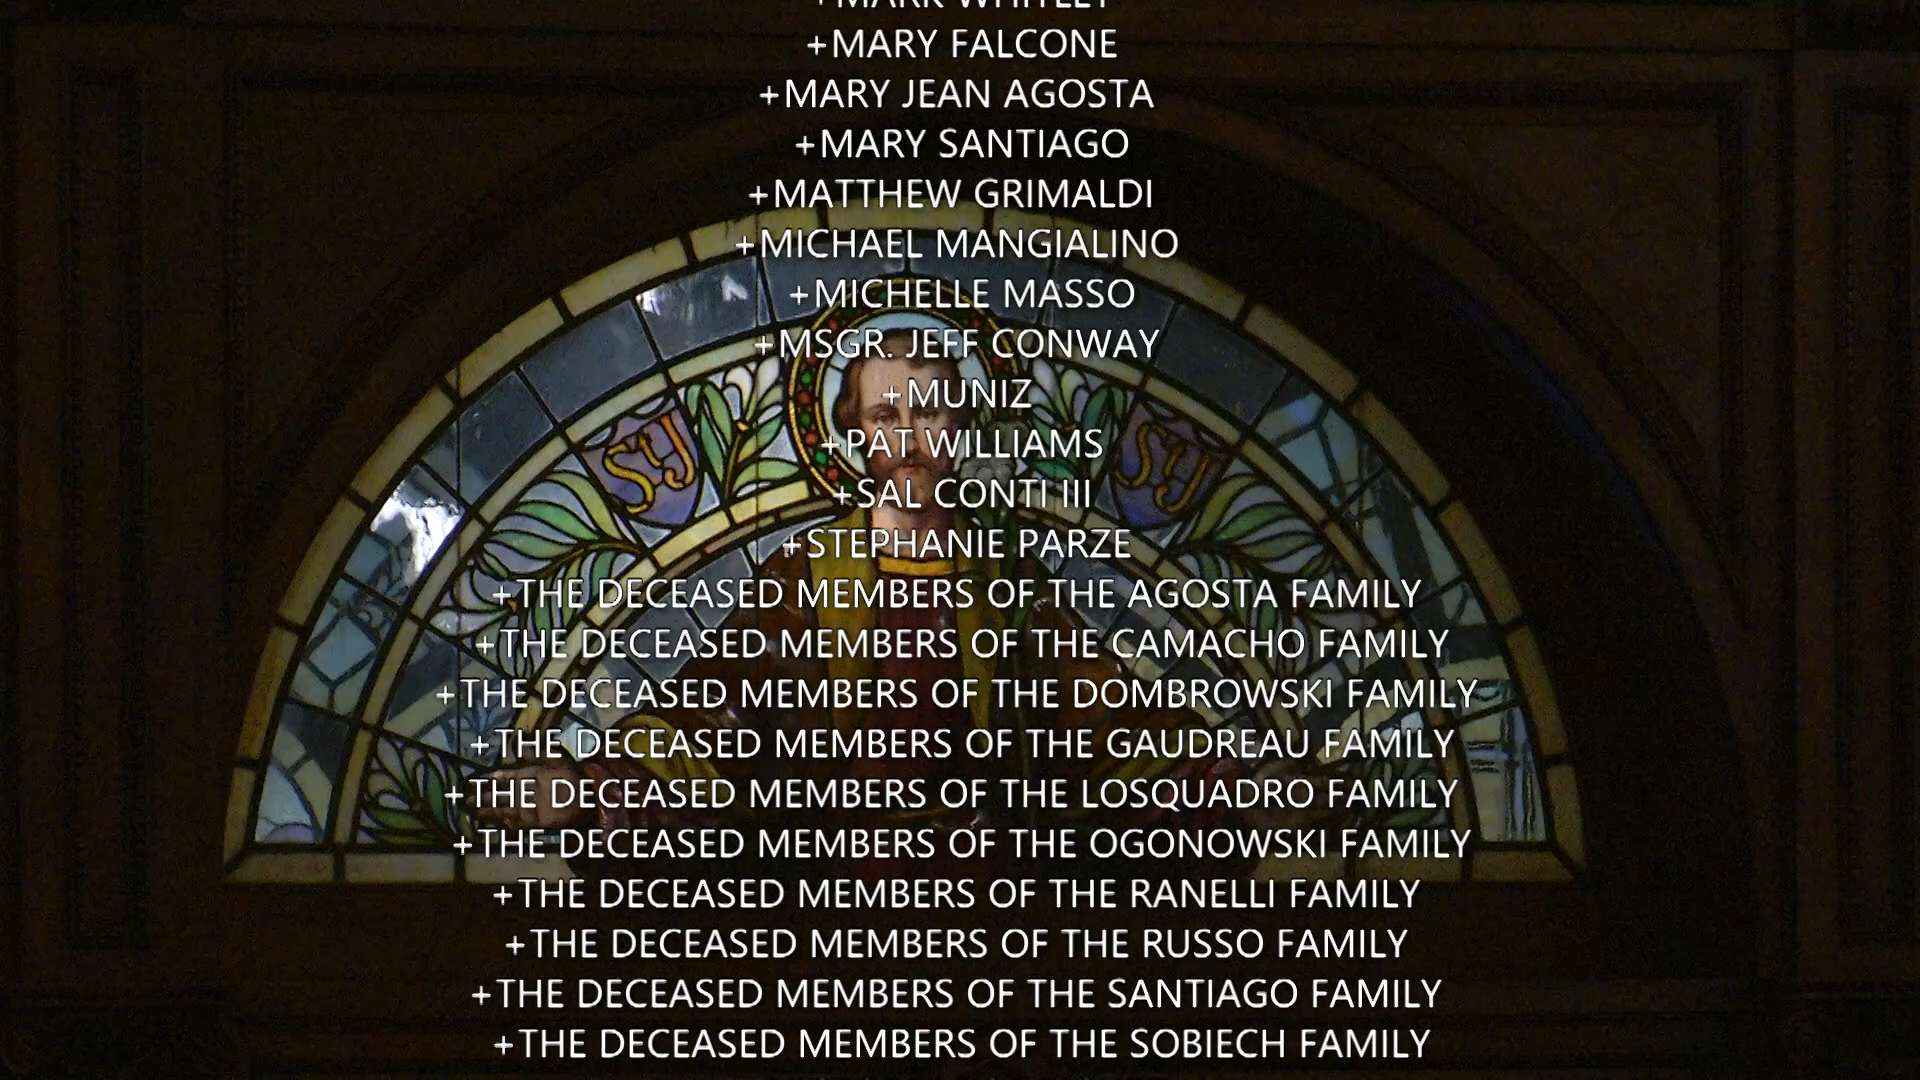 +MARK WHITLEY
+MARY FALCONE
+MARY JEAN AGOSTA
+MARY SANTIAGO
+MATTHEW GRIMALDI
+MICHAEL MANGIALINO
+MICHELLE MASSO
+MSGR. JEFF CONWAY
+MUNIZ
+PAT WILLIAMS
+SAL CONTI III
+STEPHANIE PARZE
+THE DECEASED MEMBERS OF THE AGOSTA FAMILY
+THE DECEASED MEMBERS OF THE CAMACHO FAMILY
+THE DECEASED MEMBERS OF THE DOMBROWSKI FAMILY
+THE DECEASED MEMBERS OF THE GAUDREAU FAMILY
+THE DECEASED MEMBERS OF THE LOSQUADRO FAMILY
+THE DECEASED MEMBERS OF THE OGONOWSKI FAMILY
+THE DECEASED MEMBERS OF THE RANELLI FAMILY
+THE DECEASED MEMBERS OF THE RUSSO FAMILY
+THE DECEASED MEMBERS OF THE SANTIAGO FAMILY
+THE DECEASED MEMBERS OF THE SOBIECH FAMILY
StJ
StJ